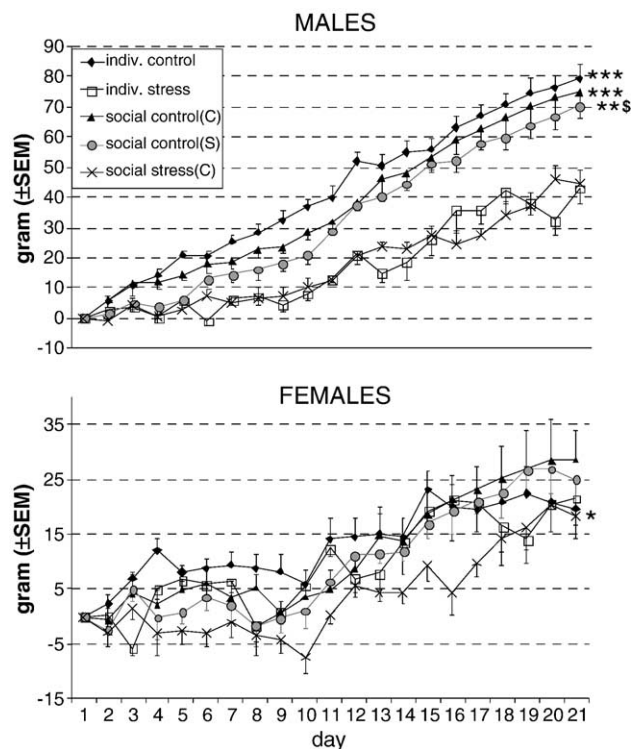 MALES
90
80
70
60
50
40
30
20
10
0
-10
gram (±SEM)
indiv. control
indiv. stress
social control(C)
social control(S)
social stress(C)
***
***
**$
FEMALES
35
25
15
5
-5
-15
gram (±SEM)
*
1 2 3 4 5 6 7 8 9 10 11 12 13 14 15 16 17 18 19 20 21
day